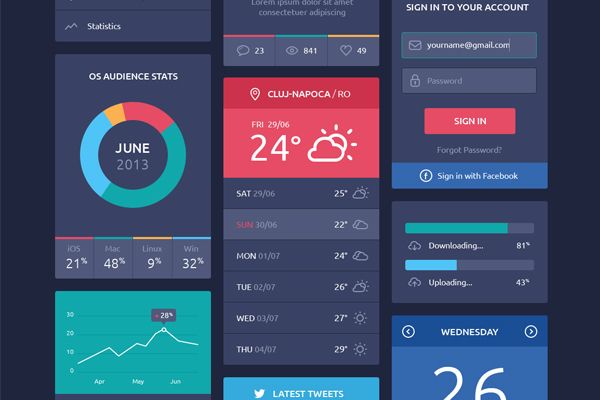 Statistics
OS AUDIENCE STATS
JUNE
2013
iOS Mac Linux Win
21% 48% 9% 32%
28%
30
20
10
0
Apr May Jun
Lorem ipsum dolor sit amet
consectetuer adipiscing
23 841 49
CLUJ-NAPOCA / RO
FRI 29/06
24°
SAT 29/06 25°
SUN 30/06 22°
MON 01/07 24°
TUE 02/07 26°
WED 03/07 27°
THU 04/07 29°
LATEST TWEETS
SIGN IN TO YOUR ACCOUNT
yourname@gmail.com
Password
SIGN IN
Forgot Password?
Sign in with Facebook
Downloading... 81%
Uploading... 43%
WEDNESDAY
26